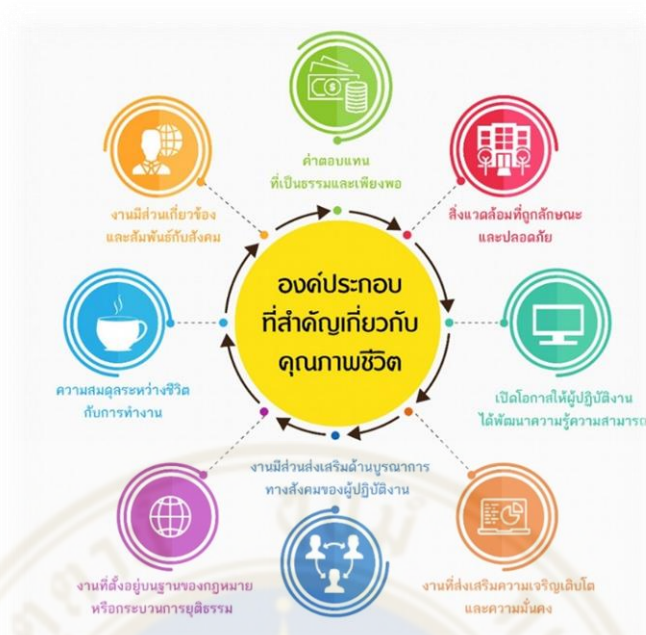 ค่าตอบแทน
ที่เป็นธรรมและเพียงพอ
สิ่งแวดล้อมที่ถูกลักษณะ
และปลอดภัย
เปิดโอกาสให้ผู้ปฏิบัติงาน
ได้พัฒนาความรู้ความสามารถ
งานที่ส่งเสริมความเจริญเติบโต
และความมั่นคง
งานมีส่วนส่งเสริมด้านบูรณาการ
ทางสังคมของผู้ปฏิบัติงาน
งานที่ตั้งอยู่บนฐานของกฎหมาย
หรือกระบวนการยุติธรรม
ความสมดุลระหว่างชีวิต
กับการทำงาน
งานมีส่วนเกี่ยวข้อง
และสัมพันธ์กับสังคม
องค์ประกอบ
ที่สำคัญเกี่ยวกับ
คุณภาพชีวิต